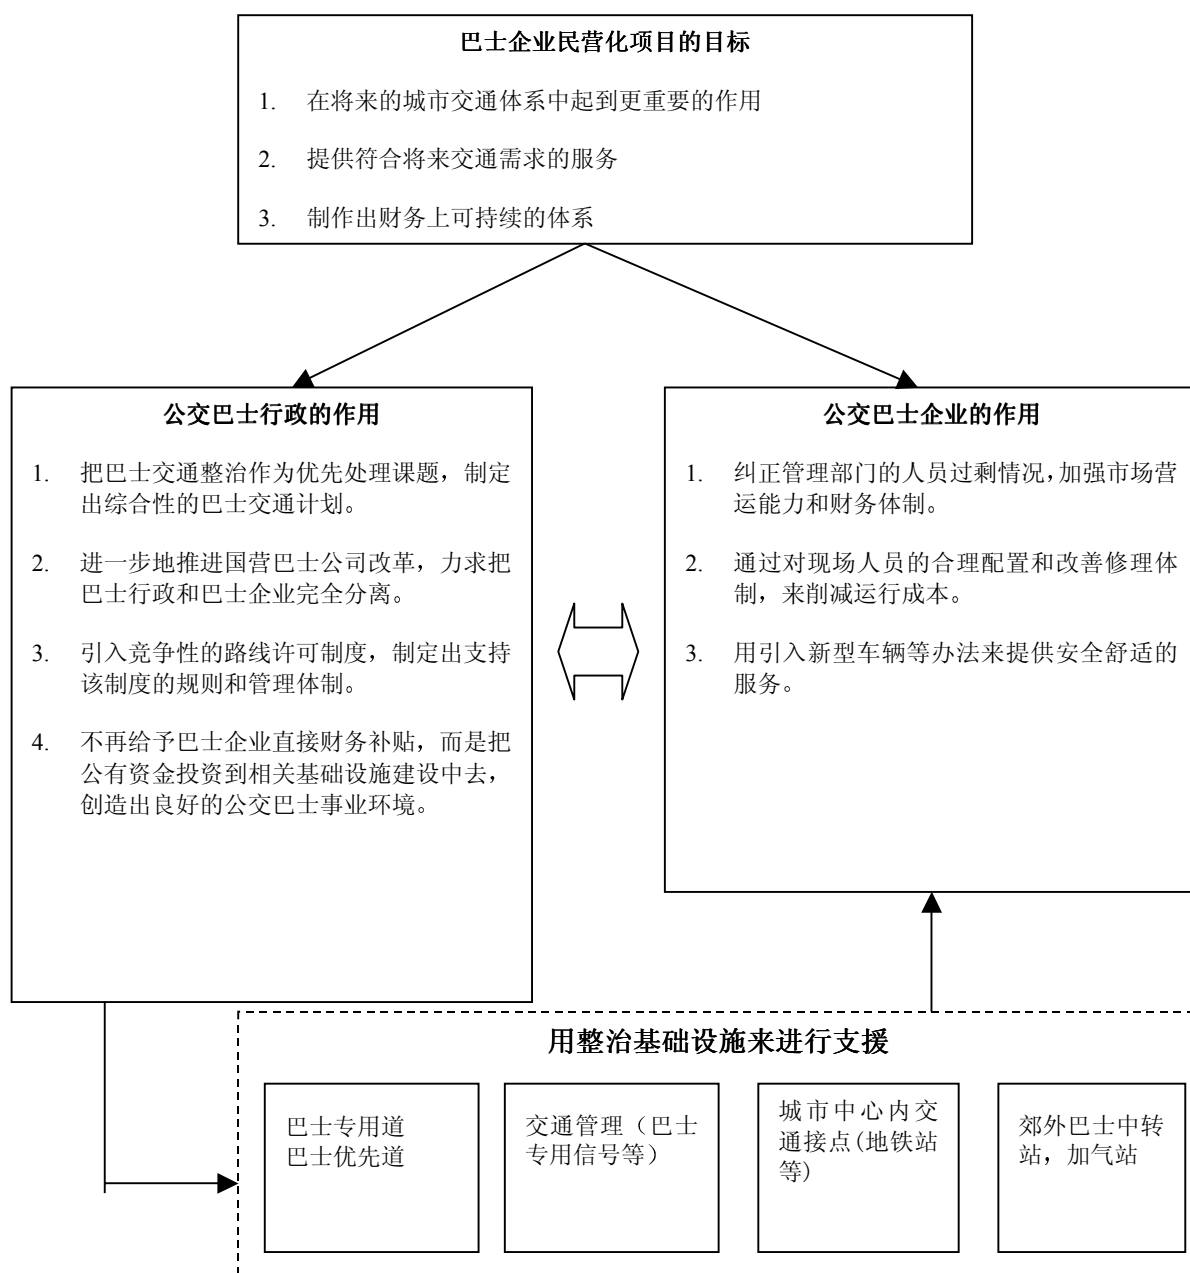 巴士企业民营化项目的目标
1. 在将来的城市交通体系中起到更重要的作用
2. 提供符合将来交通需求的服务
3. 制作出财务上可持续的体系
公交巴士行政的作用
1. 把巴士交通整治作为优先处理课题，制定
出综合性的巴士交通计划。
2. 进一步地推进国营巴士公司改革，力求把
巴士行政和巴士企业完全分离。
3. 引入竞争性的路线许可制度，制定出支持
该制度的规则和管理体制。
4. 不再给予巴士企业直接财务补贴，而是把
公有资金投资到相关基础设施建设中去，
创造出良好的公交巴士事业环境。
公交巴士企业的作用
1. 纠正管理部门的人员过剩情况，加强市场营
运能力和财务体制。
2. 通过对现场人员的合理配置和改善修理体
制，来削减运行成本。
3. 用引入新型车辆等办法来提供安全舒适的
服务。
用整治基础设施来进行支援
巴士专用道
巴士优先道
交通管理（巴士
专用信号等）
城市中心内交
通接点(地铁站
等)
郊外巴士中转
站，加气站